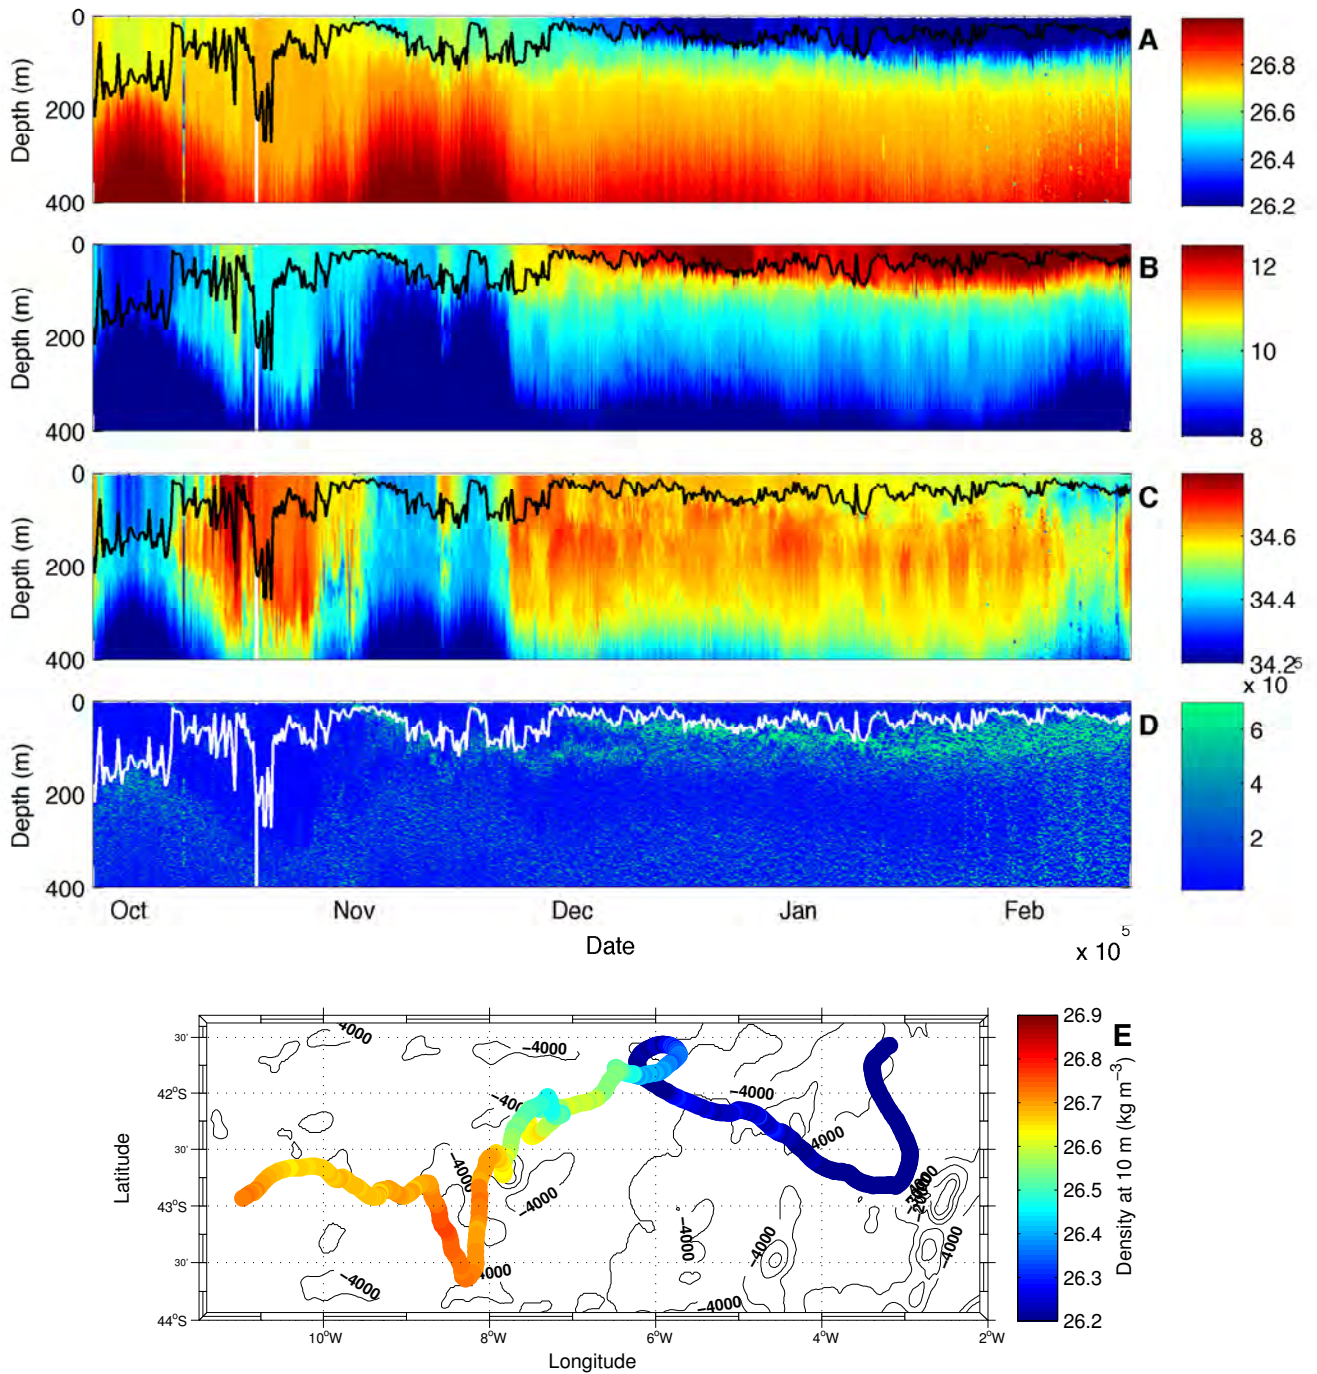 0
200
400
Depth (m)
A
26.8
26.6
26.4
26.2
0
200
400
Depth (m)
B
12
10
8
0
200
400
Depth (m)
C
34.6
34.4
34.2
5
x 10
0
200
400
Depth (m)
D
6
4
2
Oct Nov Dec Jan Feb
Date
x 10 5
E
30'
42°S
30'
43°S
30'
44°S
Latitude
10°W 8°W 6°W 4°W 2°W
Longitude
-4000
-4000
-4000
-4000
-4000
-4000
-4000
-4000
-4000
-4000
-4000
26.9
26.8
26.7
26.6
26.5
26.4
26.3
26.2
Density at 10 m (kg m−3)